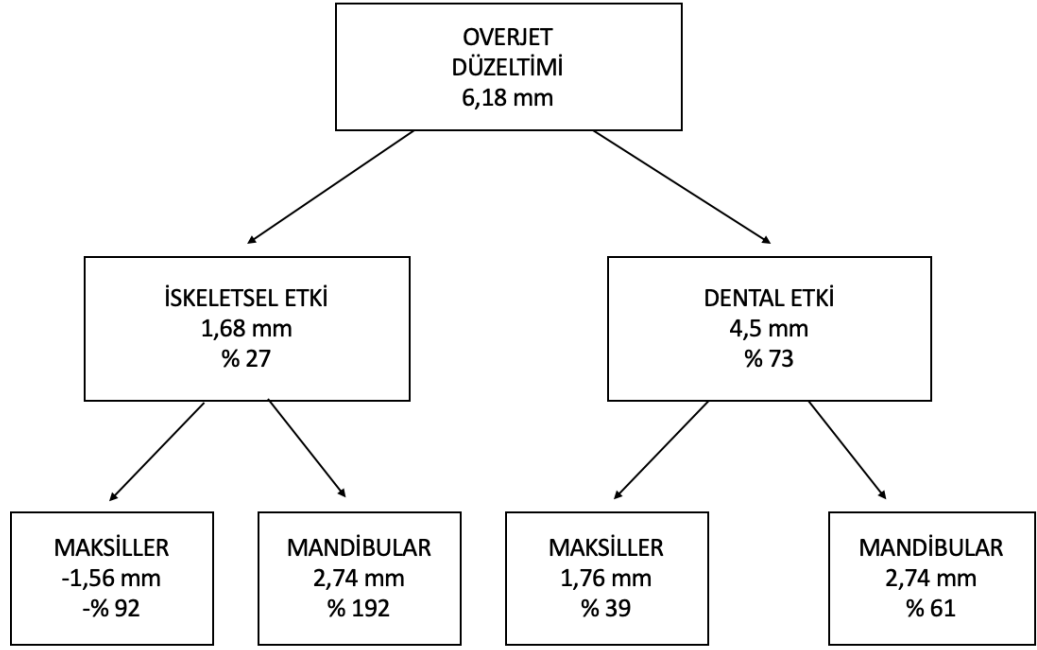 OVERJET
DÜZELTİMİ
6,18 mm
İSKELETSEL ETKİ
1,68 mm
% 27
DENTAL ETKİ
4,5 mm
% 73
MAKSİLLER
-1,56 mm
-% 92
MANDİBULAR
2,74 mm
% 192
MAKSİLLER
1,76 mm
% 39
MANDİBULAR
2,74 mm
% 61